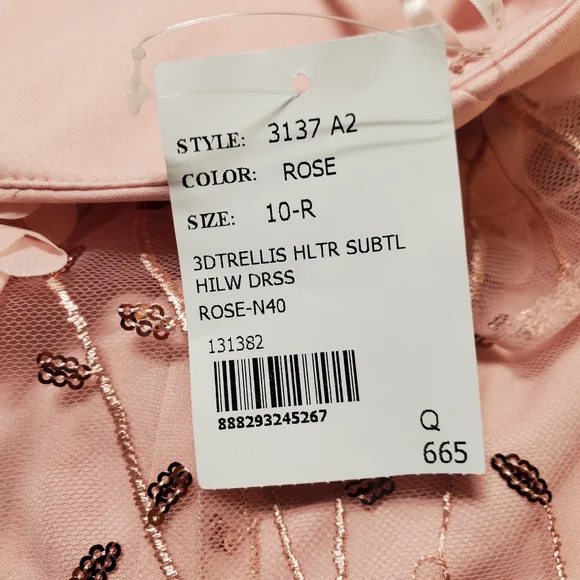 STYLE: 3137 A2
COLOR: ROSE
SIZE: 10-R
3DTRELLIS HLTR SUBTL
HILW DRSS
ROSE-N40
131382
888293245267
Q
665